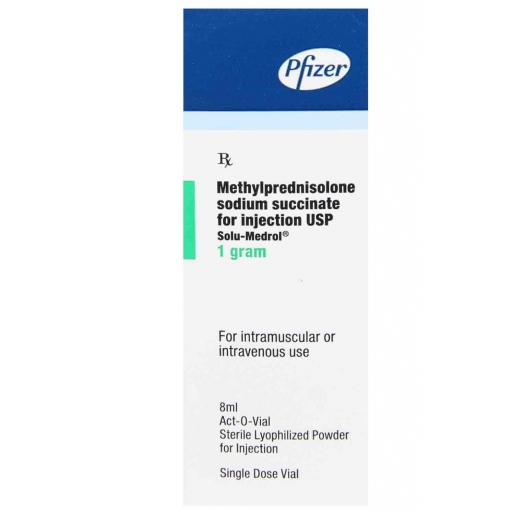 Pfizer
℞
Methylprednisolone
sodium succinate
for injection USP
Solu-Medrol®
1 gram
For intramuscular or
intravenous use
8ml
Act-O-Vial
Sterile Lyophilized Powder
for Injection
Single Dose Vial